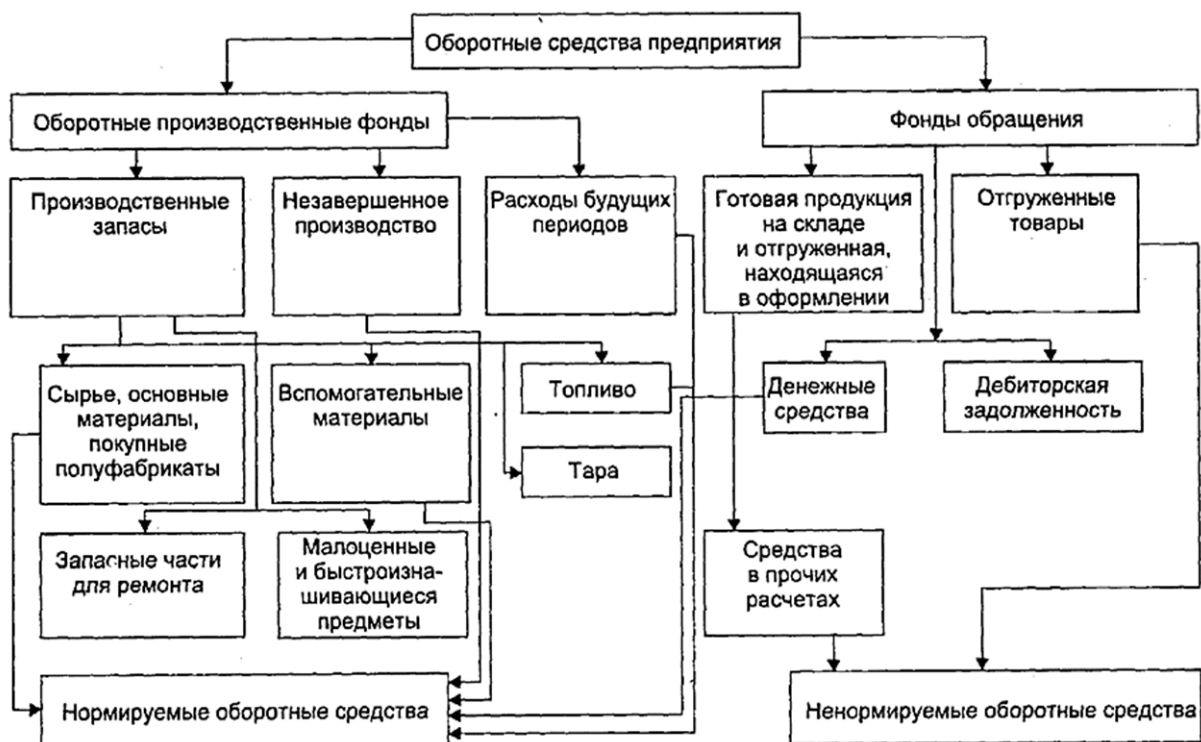 Оборотные средства предприятия
Оборотные производственные фонды
Фонды обращения
Производственные
запасы
Незавершенное
производство
Расходы будущих
периодов
Готовая продукция
на складе
и отгруженная,
находящаяся
в оформлении
Отгруженные
товары
Сырье, основные
материалы,
покупные
полуфабрикаты
Вспомогательные
материалы
Топливо
Денежные
средства
Дебиторская
задолженность
Тара
Запасные части
для ремонта
Малоценные
и быстроизна-
шивающиеся
предметы
Средства
в прочих
расчетах
Нормируемые оборотные средства
Ненормируемые оборотные средства